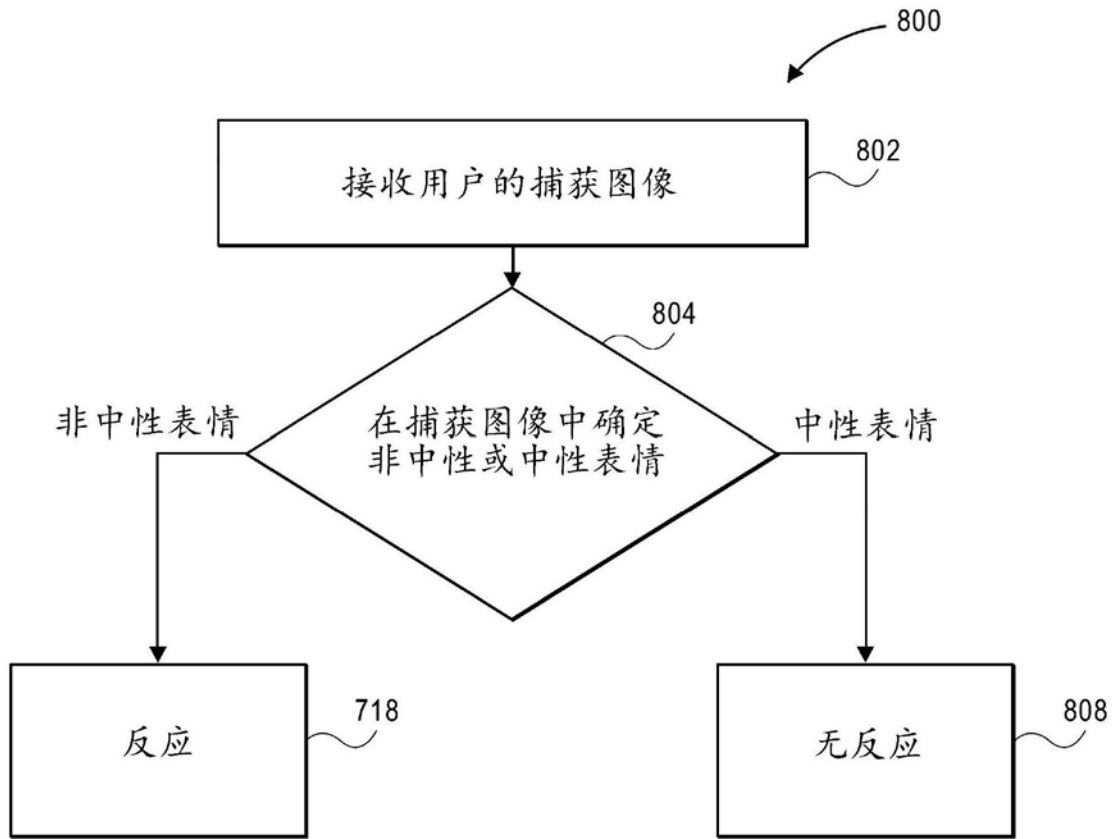 800
接收用户的捕获图像
802
804
非中性表情
在捕获图像中确定
非中性或中性表情
中性表情
反应
718
无反应
808